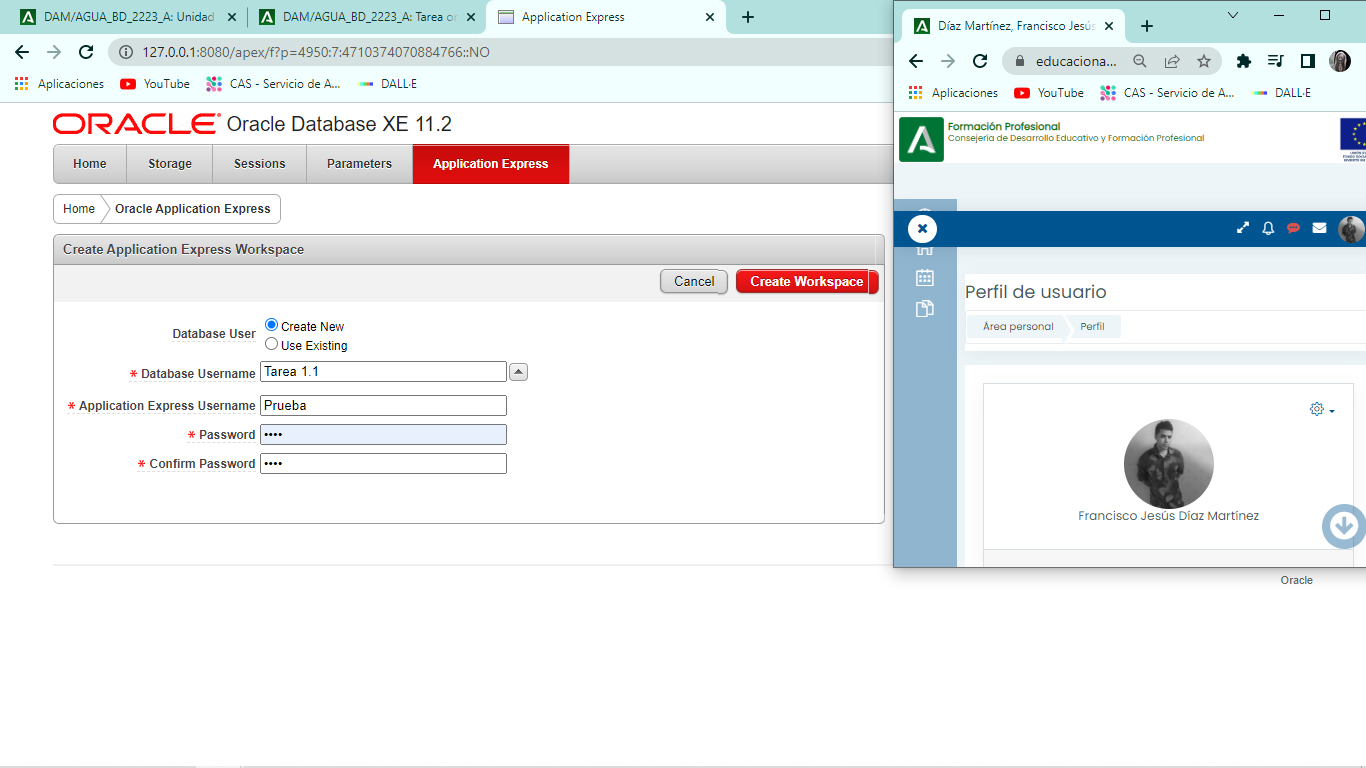 DAM/AGUA_BD_2223_A: Unidad
DAM/AGUA_BD_2223_A: Tarea or
Application Express
127.0.0.1:8080/apex/f?p=4950:7:4710374070884766::NO
Aplicaciones
YouTube
CAS - Servicio de A...
DALL·E
ORACLE Oracle Database XE 11.2
Home
Storage
Sessions
Parameters
Application Express
Home
Oracle Application Express
Create Application Express Workspace
Cancel
Create Workspace
Database User
Create New
Use Existing
* Database Username Tarea 1.1
* Application Express Username Prueba
* Password ••••
* Confirm Password ••••
Díaz Martínez, Francisco Jesús
educaciona...
Aplicaciones
YouTube
CAS - Servicio de A...
DALL·E
A
Formación Profesional
Consejería de Desarrollo Educativo y Formación Profesional
Perfil de usuario
Área personal
Perfil
Francisco Jesús Díaz Martínez
Oracle